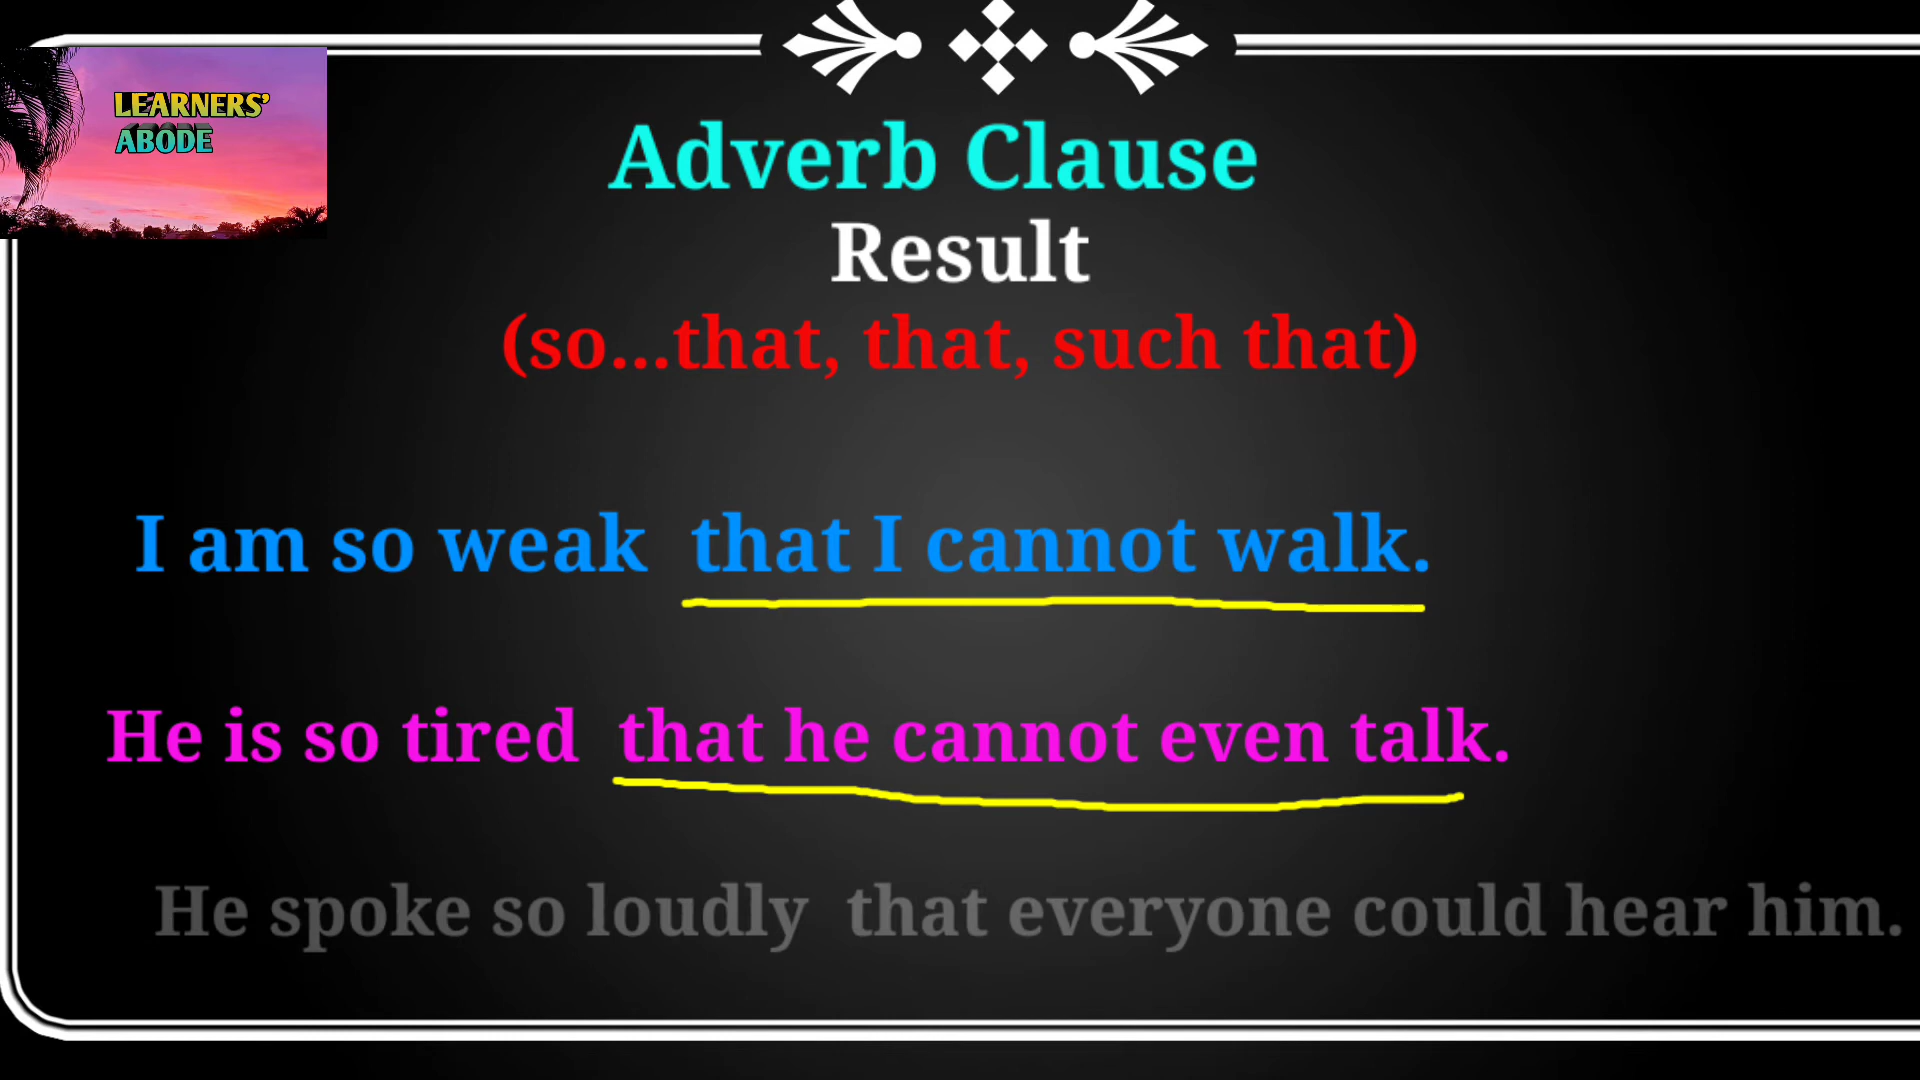 LEARNERS’
ABODE
Adverb Clause
Result
(so...that, that, such that)
I am so weak that I cannot walk.
He is so tired that he cannot even talk.
He spoke so loudly that everyone could hear him.